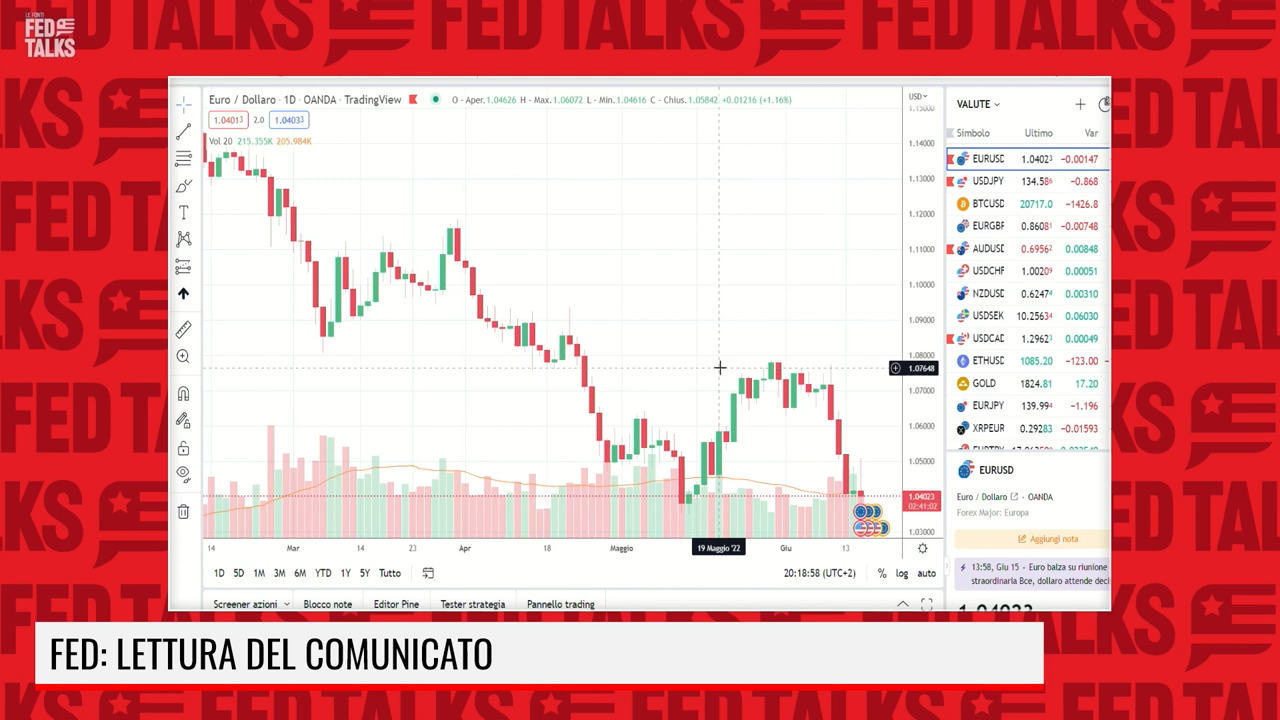 LE FONTI
FED
TALKS
Euro / Dollaro · 1D · OANDA · TradingView
O - Aper.1.04626 H - Max.1.06072 L - Min.1.04616 C - Chius.1.05842 +0.01216 (+1.16%)
1.04013 2.0 1.04033
Vol 20 215.355K 205.984K
USD
1.15000
1.14000
1.13000
1.12000
1.11000
1.10000
1.09000
1.08000
1.07648
1.07000
1.06000
1.05000
1.04023
02:41:02
1.03000
14 Mar 14 23 Apr 18 Maggio 19 Maggio '22 Giu 13
1D 5D 1M 3M 6M YTD 1Y 5Y Tutto
20:18:58 (UTC+2) % log auto
Screener azioni Blocco note Editor Pine Tester strategia Pannello trading
VALUTE
Simbolo Ultimo Var
EURUSD 1.04023 −0.00147
USDJPY 134.586 −0.868
BTCUSD 20717.0 −1426.8
EURGBP 0.86081 −0.00748
AUDUSD 0.69562 0.00848
USDCHF 1.00209 0.00051
NZDUSD 0.62474 0.00310
USDSEK 10.25634 0.06030
USDCAD 1.29623 0.00049
ETHUSD 1085.20 −123.00
GOLD 1824.81 17.20
EURJPY 139.994 −1.196
XRPEUR 0.29283 −0.01593
EURUSD
Euro / Dollaro · OANDA
Forex Major: Europa
Aggiungi nota
13:58, Giu 15 - Euro balza su riunione
straordinaria Bce, dollaro attende deci
1.04023
FED: LETTURA DEL COMUNICATO